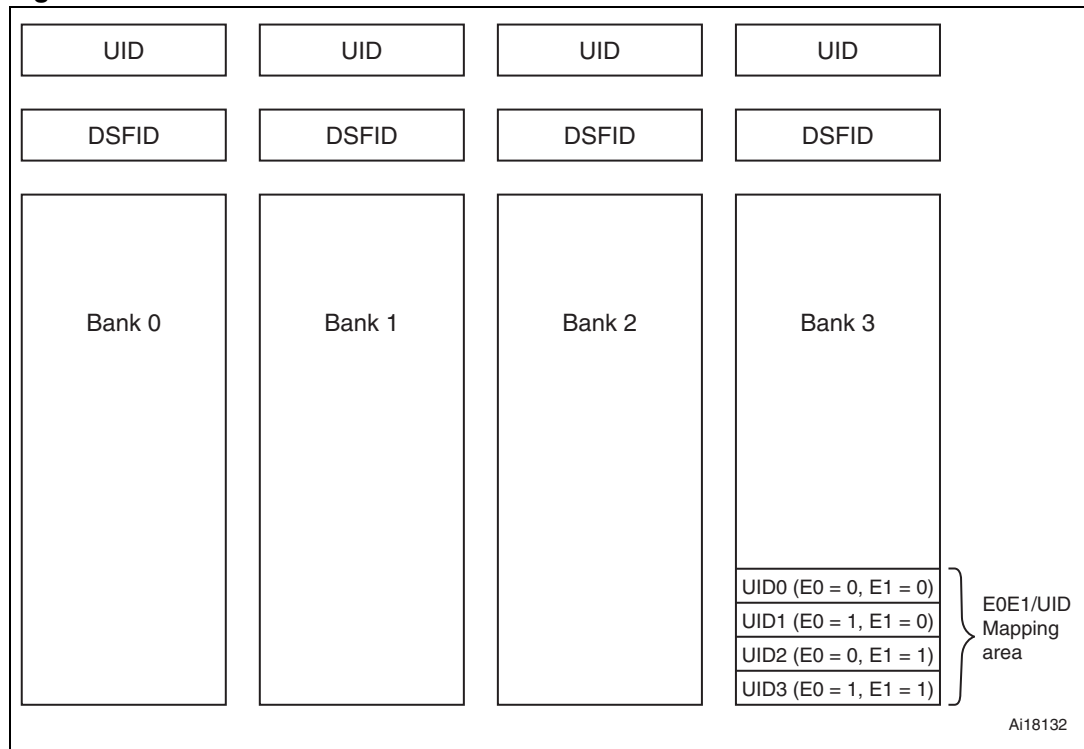 UID UID UID UID
DSFID DSFID DSFID DSFID
Bank 0 Bank 1 Bank 2 Bank 3
UID0 (E0 = 0, E1 = 0)
UID1 (E0 = 1, E1 = 0)
UID2 (E0 = 0, E1 = 1)
UID3 (E0 = 1, E1 = 1)
E0E1/UID
Mapping
area
Ai18132